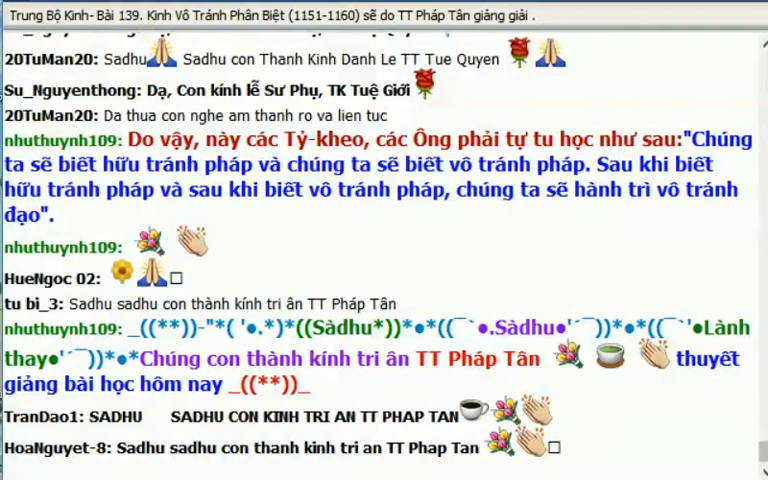 Trung Bộ Kinh- Bài 139. Kinh Vô Tránh Phân Biệt (1151-1160) sẽ do TT Pháp Tân giảng giải .
20TuMan20: Sadhu Sadhu con Thanh Kinh Danh Le TT Tue Quyen
Su_Nguyenthong: Dạ, Con kính lễ Sư Phụ, TK Tuệ Giới
20TuMan20: Da thua con nghe am thanh ro va lien tuc
nhuthuynh109: Do vậy, này các Tỷ-kheo, các Ông phải tự tu học như sau:"Chúng
ta sẽ biết hữu tránh pháp và chúng ta sẽ biết vô tránh pháp. Sau khi biết
hữu tránh pháp và sau khi biết vô tránh pháp, chúng ta sẽ hành trì vô tránh
đạo".
nhuthuynh109:
HueNgoc 02:
tu bi_3: Sadhu sadhu con thành kính tri ân TT Pháp Tân
nhuthuynh109: _((**))-"*( '●.*)*((Sàdhu*))*●*((¯`●.Sàdhu●'´¯))*●*((¯`'●Lành
thay●'´¯))*●*Chúng con thành kính tri ân TT Pháp Tân thuyết
giảng bài học hôm nay _((**))_
TranDao1: SADHU SADHU CON KINH TRI AN TT PHAP TAN
HoaNguyet-8: Sadhu sadhu con thanh kinh tri an TT Phap Tan